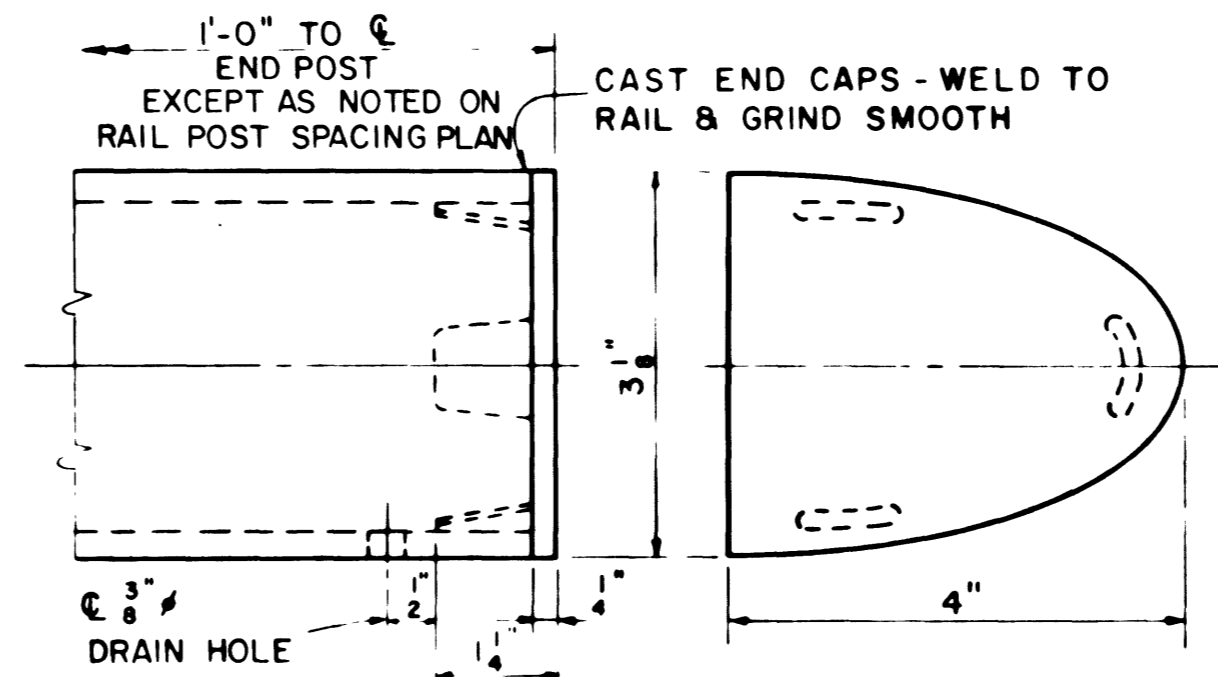 1'-0" TO ℄
END POST
EXCEPT AS NOTED ON
RAIL POST SPACING PLAN
CAST END CAPS - WELD TO
RAIL & GRIND SMOOTH
3 1/8"
℄ 3/8" ø
DRAIN HOLE
1/2"
1 1/4"
1/4"
4"